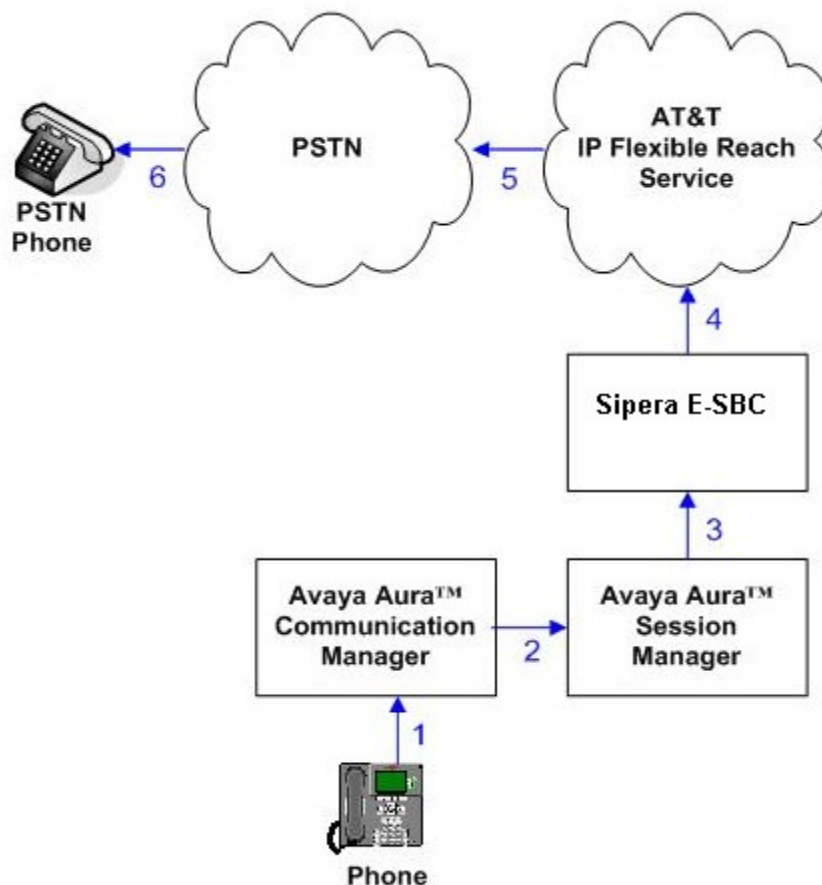 PSTN
AT&T
IP Flexible Reach
Service
6
5
PSTN
Phone
4
Sipera E-SBC
3
Avaya Aura™
Communication
Manager
2
Avaya Aura™
Session
Manager
1
Phone